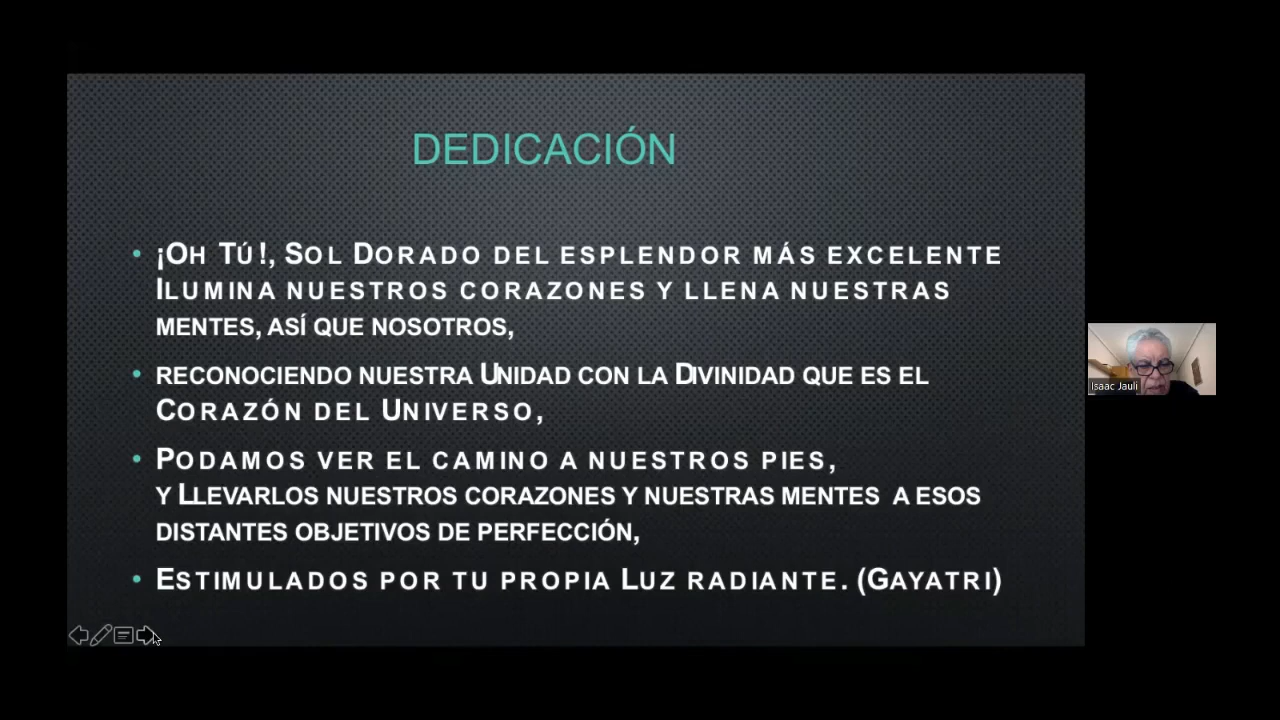 DEDICACIÓN
• ¡Oh Tú!, Sol Dorado del esplendor más excelente
Ilumina nuestros corazones y llena nuestras
mentes, así que nosotros,
• reconociendo nuestra Unidad con la Divinidad que es el
Corazón del Universo,
• Podamos ver el camino a nuestros pies,
y Llevarlos nuestros corazones y nuestras mentes a esos
distantes objetivos de perfección,
• Estimulados por tu propia Luz radiante. (Gayatri)
Isaac Jauli